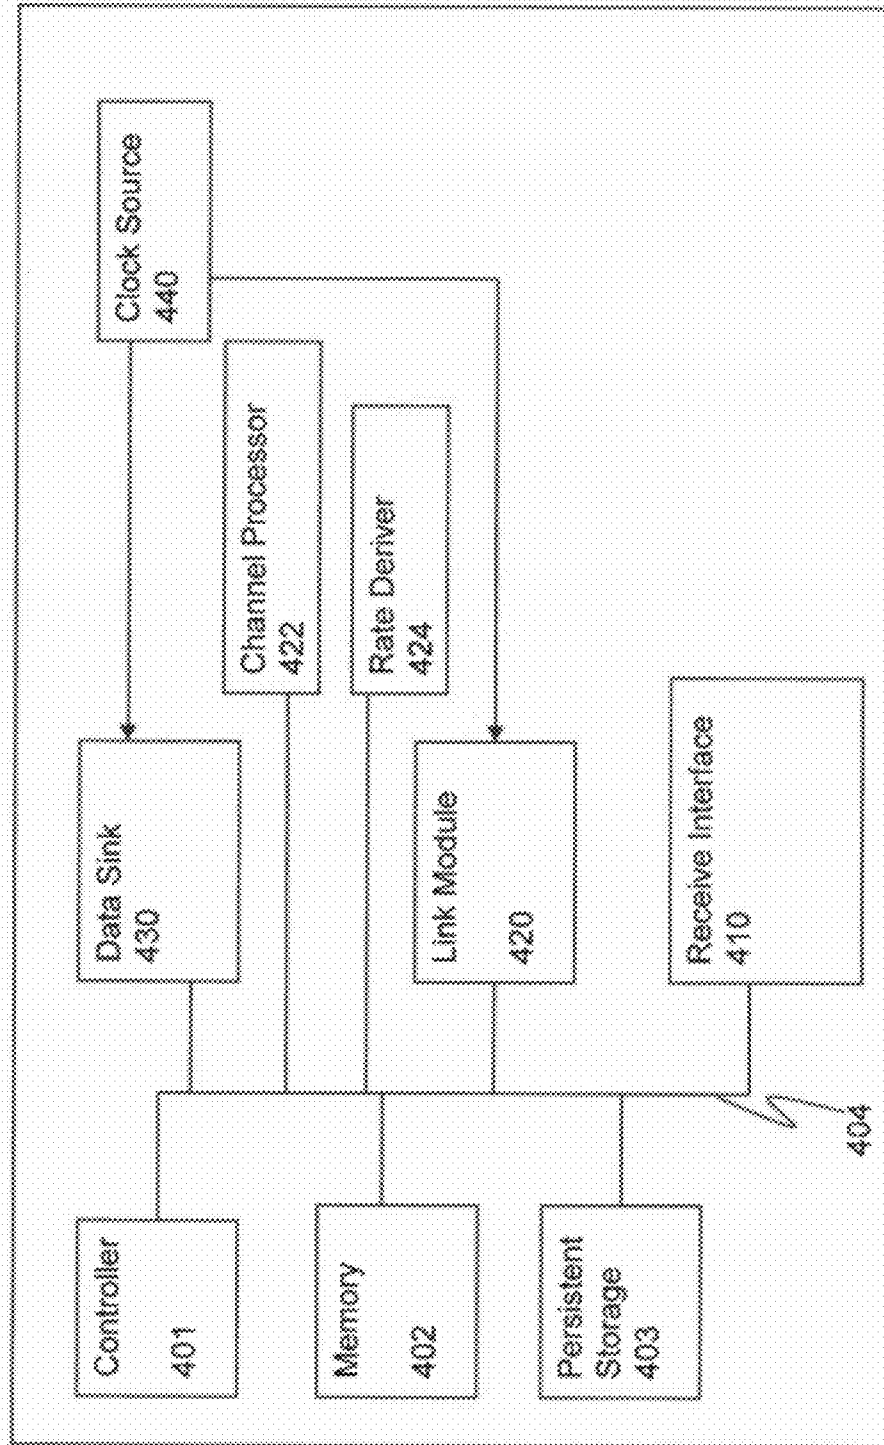 Controller
401
Memory
402
Persistent
Storage
403
404
Data Sink
430
Channel Processor
422
Rate Deriver
424
Link Module
420
Receive Interface
410
Clock Source
440